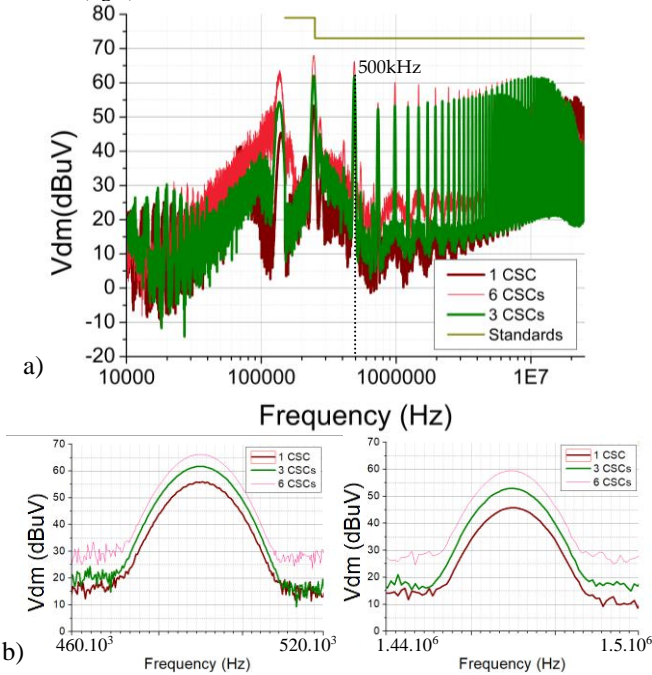 80
70
60
50
40
30
20
10
0
-10
-20
Vdm(dBuV)
500kHz
1 CSC
6 CSCs
3 CSCs
Standards
10000 100000 1000000 1E7
a)
Frequency (Hz)
70
60
50
40
30
20
10
0
Vdm (dBuV)
1 CSC
3 CSCs
6 CSCs
460.10³ 520.10³
Frequency (Hz)
70
60
50
40
30
20
10
0
Vdm (dBuV)
1 CSC
3 CSCs
6 CSCs
1.44.10⁶ 1.5.10⁶
Frequency (Hz)
b)